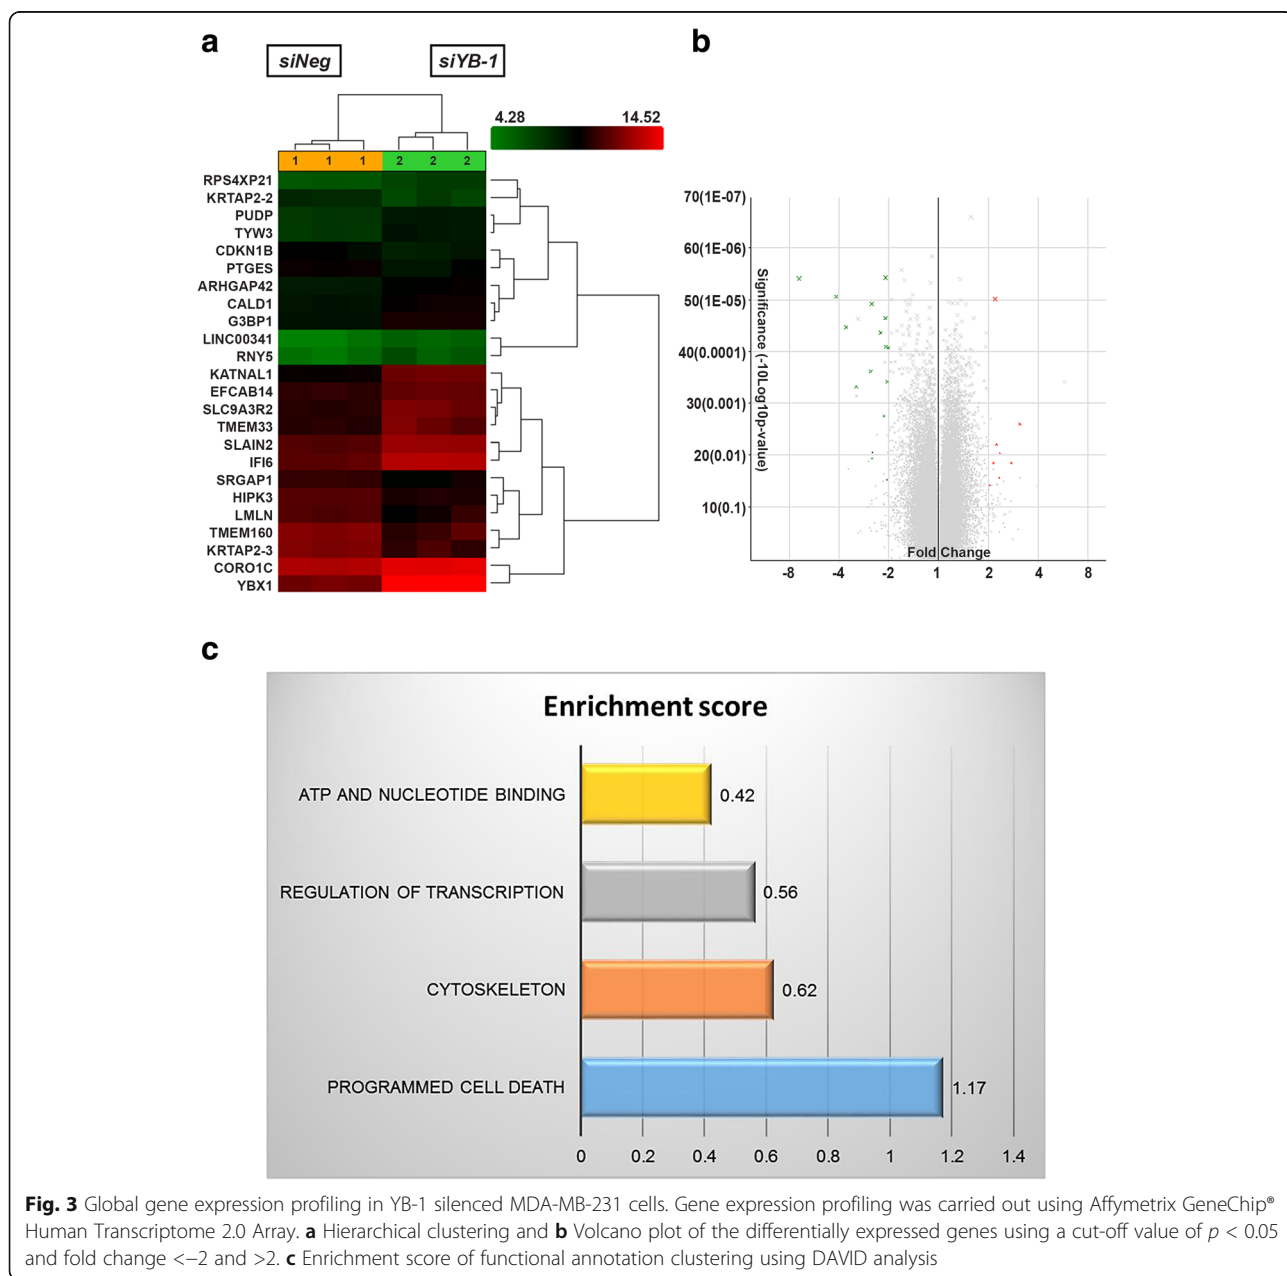 a
siNeg
siYB-1
4.28 14.52
1 1 1 2 2 2
RPS4XP21
KRTAP2-2
PUDP
TYW3
CDKN1B
PTGES
ARHGAP42
CALD1
G3BP1
LINC00341
RNY5
KATNAL1
EFCAB14
SLC9A3R2
TMEM33
SLAIN2
IFI6
SRGAP1
HIPK3
LMLN
TMEM160
KRTAP2-3
CORO1C
YBX1
b
70(1E-07)
60(1E-06)
50(1E-05)
40(0.0001)
30(0.001)
20(0.01)
10(0.1)
Significance (-10Log10p-value)
Fold Change
-8 -4 -2 1 2 4 8
c
Enrichment score
ATP AND NUCLEOTIDE BINDING 0.42
REGULATION OF TRANSCRIPTION 0.56
CYTOSKELETON 0.62
PROGRAMMED CELL DEATH 1.17
0 0.2 0.4 0.6 0.8 1 1.2 1.4
Fig. 3 Global gene expression profiling in YB-1 silenced MDA-MB-231 cells. Gene expression profiling was carried out using Affymetrix GeneChip®
Human Transcriptome 2.0 Array. a Hierarchical clustering and b Volcano plot of the differentially expressed genes using a cut-off value of p < 0.05
and fold change <−2 and >2. c Enrichment score of functional annotation clustering using DAVID analysis